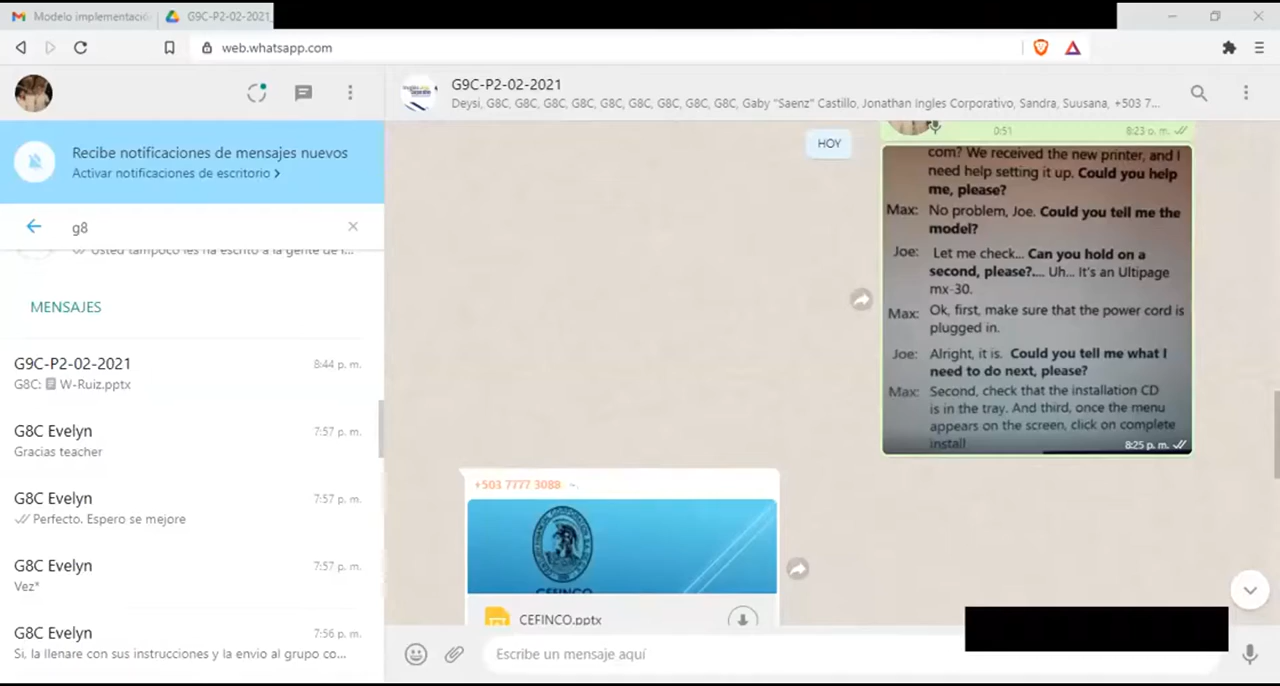 Modelo implementació
G9C-P2-02-2021_
web.whatsapp.com
Recibe notificaciones de mensajes nuevos
Activar notificaciones de escritorio >
g8
Usted tampoco les ha escrito a la gente de l...
MENSAJES
G9C-P2-02-2021
8:44 p. m.
G8C: W-Ruiz.pptx
G8C Evelyn
7:57 p. m.
Gracias teacher
G8C Evelyn
7:57 p. m.
Perfecto. Espero se mejore
G8C Evelyn
7:57 p. m.
Vez*
G8C Evelyn
7:56 p. m.
Si, la llenare con sus instrucciones y la envio al grupo co...
G9C-P2-02-2021
Deysi, G8C, G8C, G8C, G8C, G8C, G8C, G8C, G8C, G8C, Gaby "Saenz" Castillo, Jonathan Ingles Corporativo, Sandra, Suusana, +503 7...
HOY
0:51
8:23 p. m.
com? We received the new printer, and I
need help setting it up. Could you help
me, please?
Max: No problem, Joe. Could you tell me the
model?
Joe: Let me check... Can you hold on a
second, please?.... Uh... It's an Ultipage
mx-30.
Max: Ok, first, make sure that the power cord is
plugged in.
Joe: Alright, it is. Could you tell me what I
need to do next, please?
Max: Second, check that the installation CD
is in the tray. And third, once the menu
appears on the screen, click on complete
install
8:25 p. m.
+503 7777 3088 ~.
CEFINCO
CEFINCO.pptx
Escribe un mensaje aquí